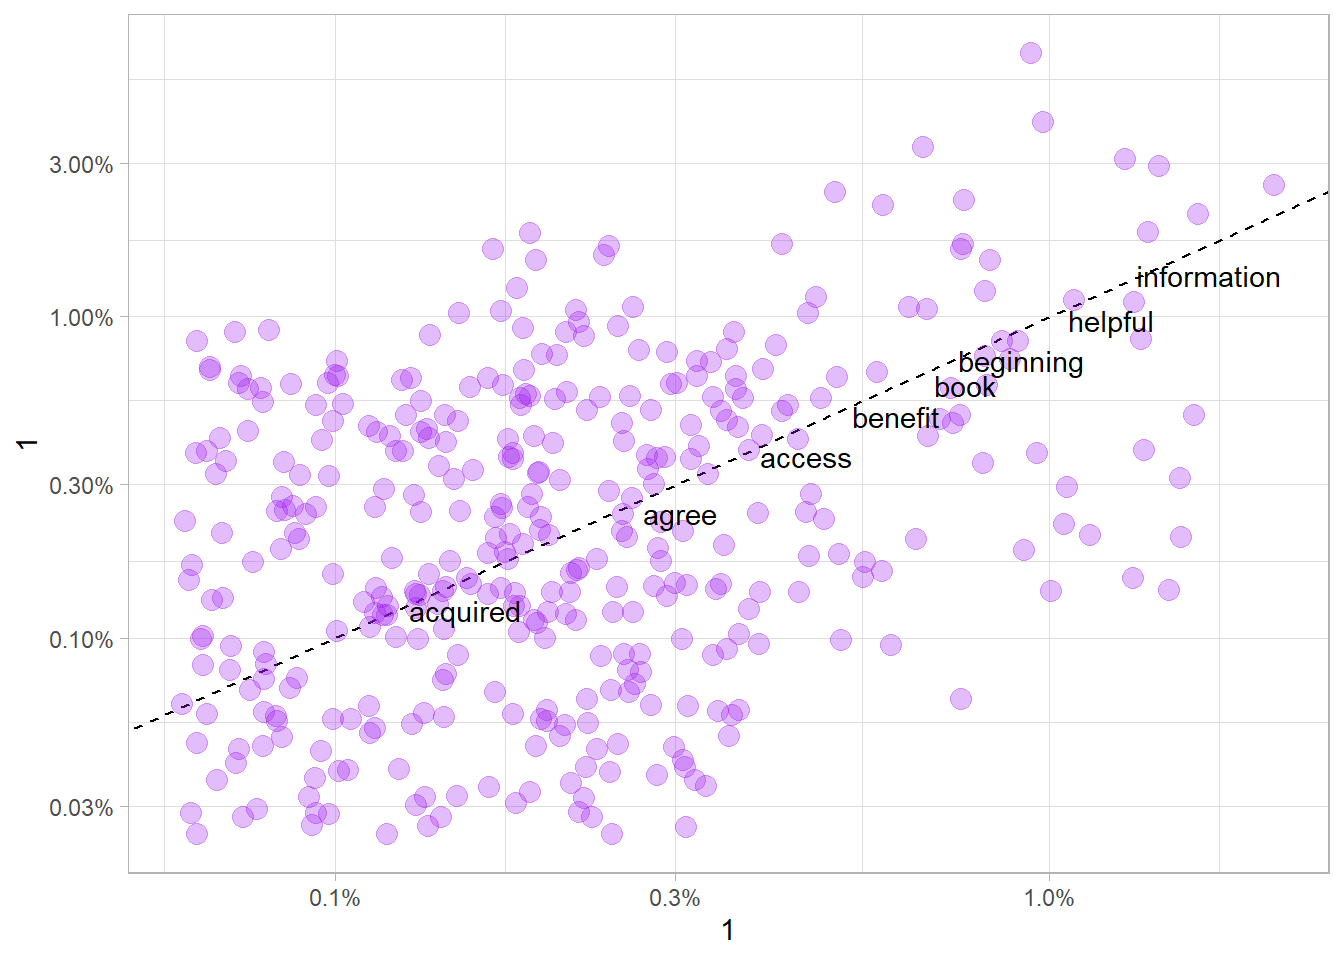 3.00%
1.00%
0.30%
0.10%
0.03%
1
information
helpful
beginning
book
benefit
access
agree
acquired
0.1%
0.3%
1.0%
1